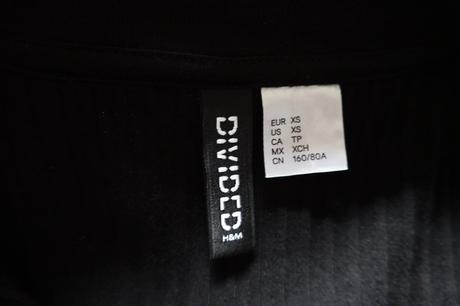 DIVIDED
H&M
EUR XS
US XS
CA TP
MX XCH
CN 160/80A